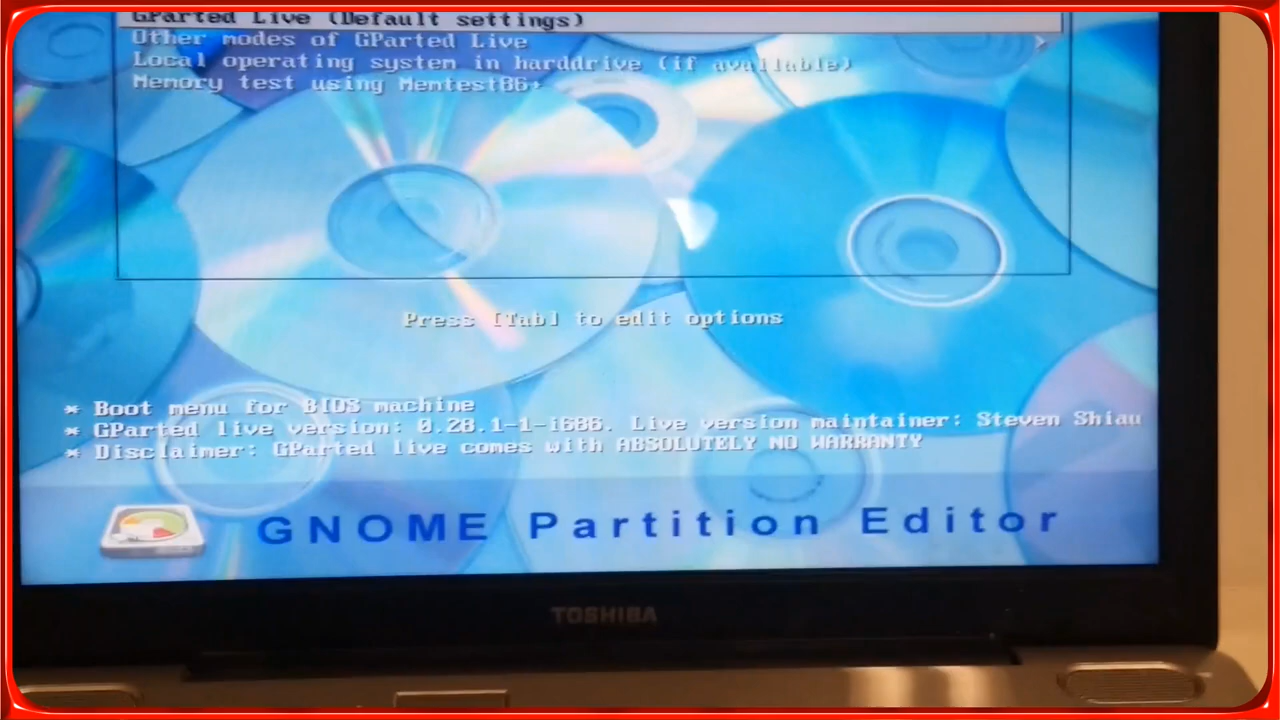 GParted Live (Default settings)
Other modes of GParted Live
Local operating system in harddrive (if available)
Memory test using Memtest86+
Press [Tab] to edit options
* Boot menu for BIOS machine
* GParted live version: 0.28.1-1-i686. Live version maintainer: Steven Shiau
* Disclaimer: GParted live comes with ABSOLUTELY NO WARRANTY
GNOME Partition Editor
TOSHIBA